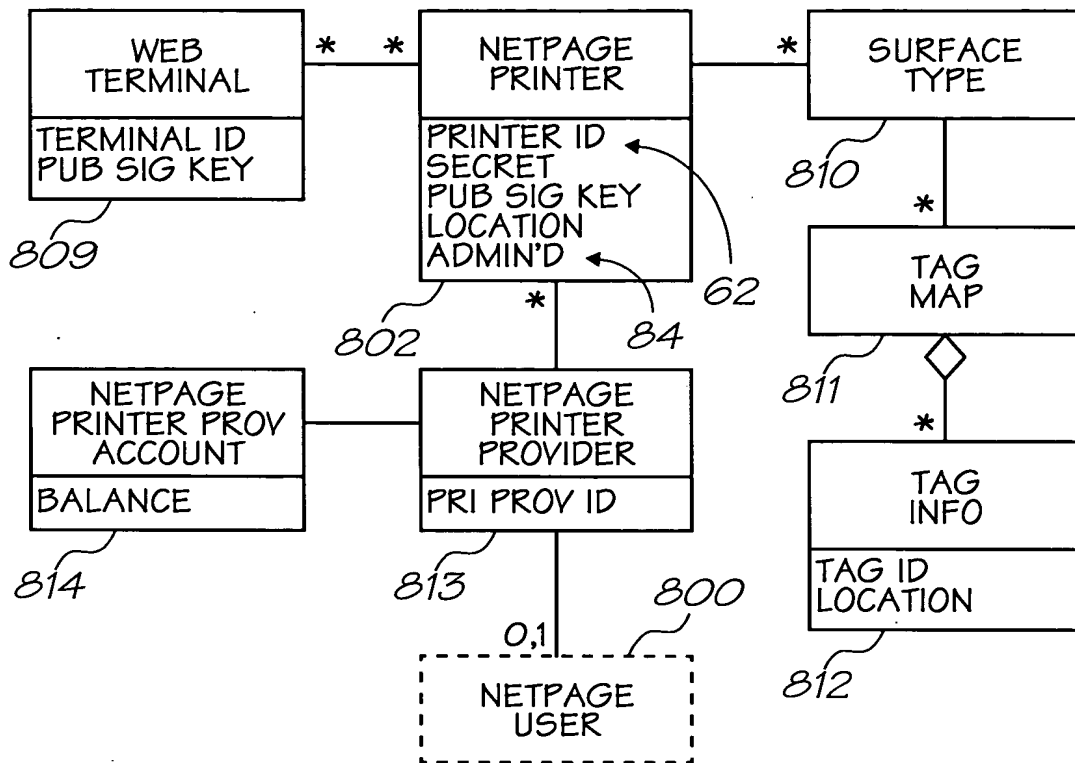 WEB
TERMINAL
TERMINAL ID
PUB SIG KEY
809
* *
NETPAGE
PRINTER
PRINTER ID
SECRET
PUB SIG KEY
LOCATION
ADMIN'D
802
62
84
*
*
SURFACE
TYPE
810
*
TAG
MAP
811
*
TAG
INFO
TAG ID
LOCATION
812
NETPAGE
PRINTER PROV
ACCOUNT
BALANCE
814
NETPAGE
PRINTER
PROVIDER
PRI PROV ID
813
800
0,1
NETPAGE
USER